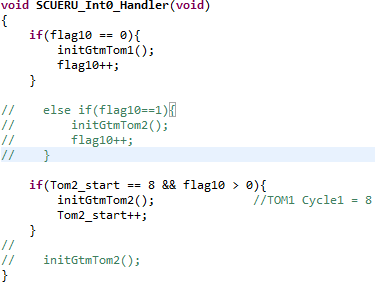 void SCUERU_Int0_Handler(void)
{
    if(flag10 == 0){
        initGtmTom1();
        flag10++;
    }
//    else if(flag10==1){
//        initGtmTom2();
//        flag10++;
//    }
    if(Tom2_start == 8 && flag10 > 0){
        initGtmTom2();              //TOM1 Cycle1 = 8
        Tom2_start++;
    }
//
//    initGtmTom2();
}